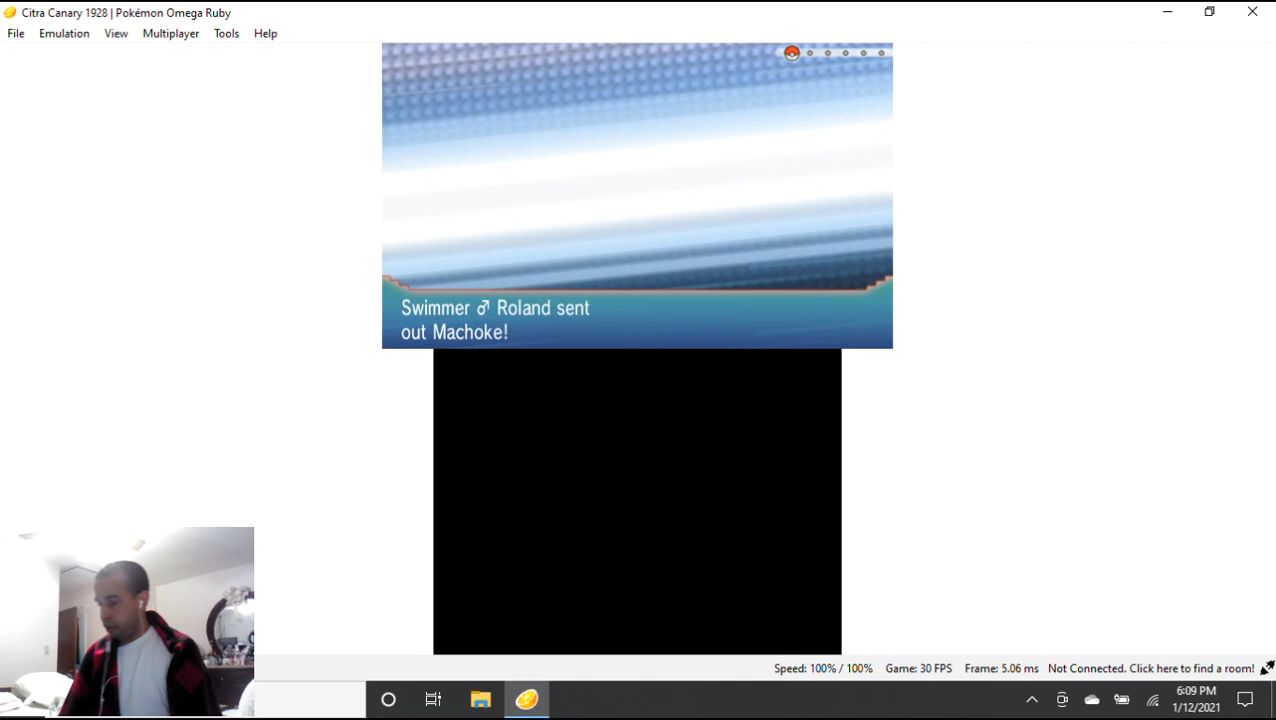 Citra Canary 1928 | Pokémon Omega Ruby
File Emulation View Multiplayer Tools Help
Swimmer ♂ Roland sent
out Machoke!
Speed: 100% / 100% Game: 30 FPS Frame: 5.06 ms Not Connected. Click here to find a room!
6:09 PM
1/12/2021